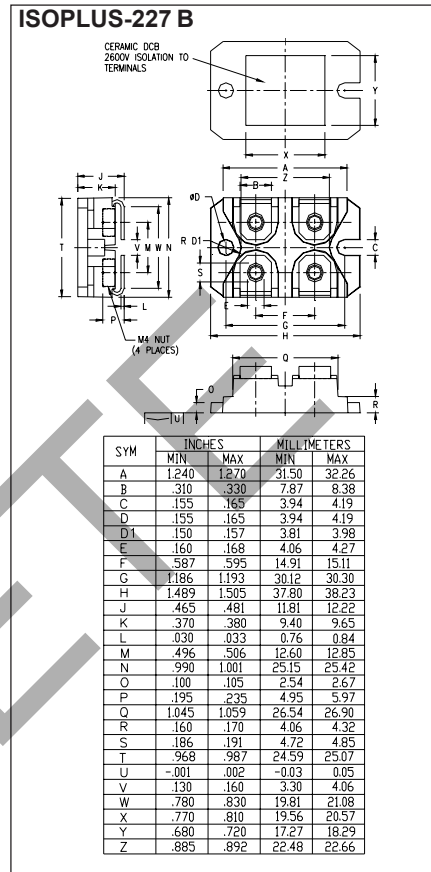 ISOPLUS-227 B
CERAMIC DCB
2600V ISOLATION TO
TERMINALS
Y
X
A
Z
B
J
K
øD
R D1
T
V M W N
C
S
L
P
E
F
G
H
M4 NUT
(4 PLACES)
Q
O
R
U
SYM INCHES MILLIMETERS
MIN MAX MIN MAX
A 1.240 1.270 31.50 32.26
B .310 .330 7.87 8.38
C .155 .165 3.94 4.19
D .155 .165 3.94 4.19
D1 .150 .157 3.81 3.98
E .160 .168 4.06 4.27
F .587 .595 14.91 15.11
G 1.186 1.193 30.12 30.30
H 1.489 1.505 37.80 38.23
J .465 .481 11.81 12.22
K .370 .380 9.40 9.65
L .030 .033 0.76 0.84
M .496 .506 12.60 12.85
N .990 1.001 25.15 25.42
O .100 .105 2.54 2.67
P .195 .235 4.95 5.97
Q 1.045 1.059 26.54 26.90
R .160 .170 4.06 4.32
S .186 .191 4.72 4.85
T .968 .987 24.59 25.07
U -.001 .002 -0.03 0.05
V .130 .160 3.30 4.06
W .780 .830 19.81 21.08
X .770 .810 19.56 20.57
Y .680 .720 17.27 18.29
Z .885 .892 22.48 22.66
ETE